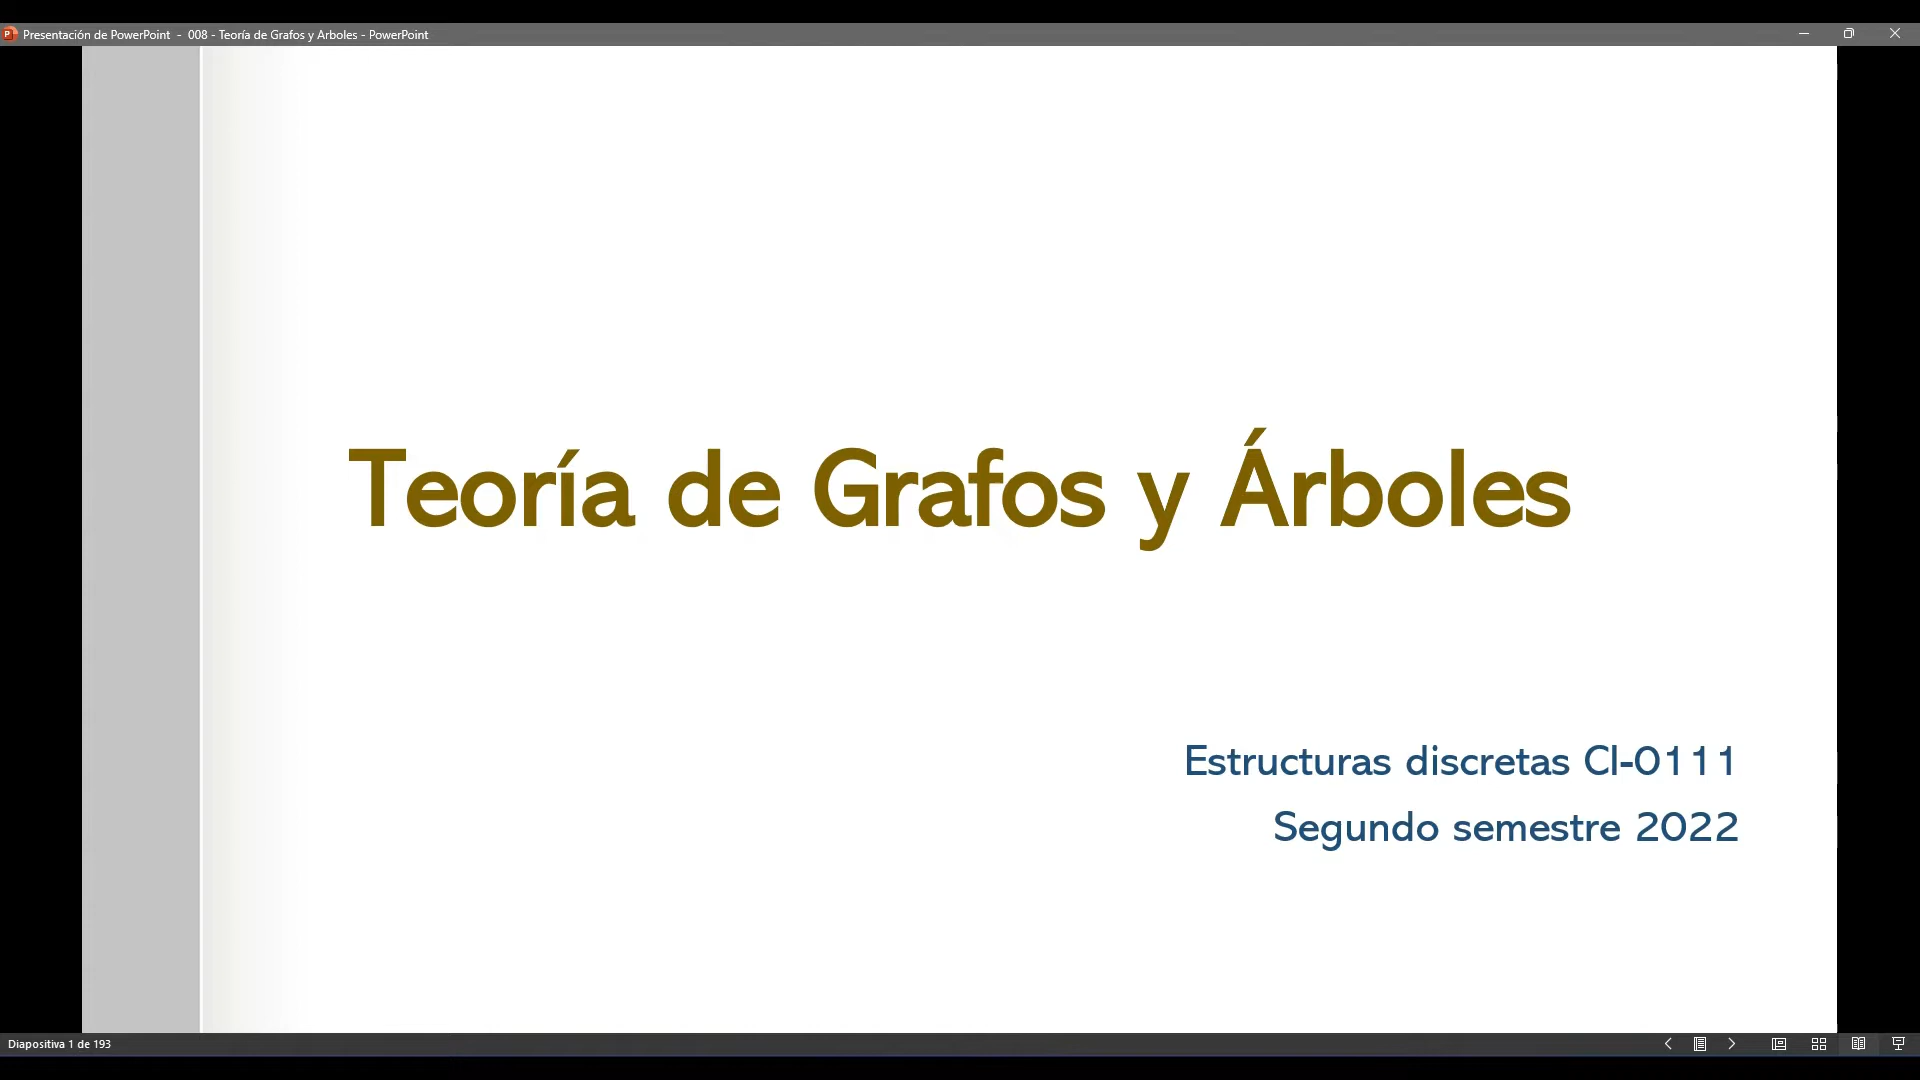 Presentación de PowerPoint - 008 - Teoría de Grafos y Arboles - PowerPoint
Teoría de Grafos y Árboles
Estructuras discretas CI-0111
Segundo semestre 2022
Diapositiva 1 de 193